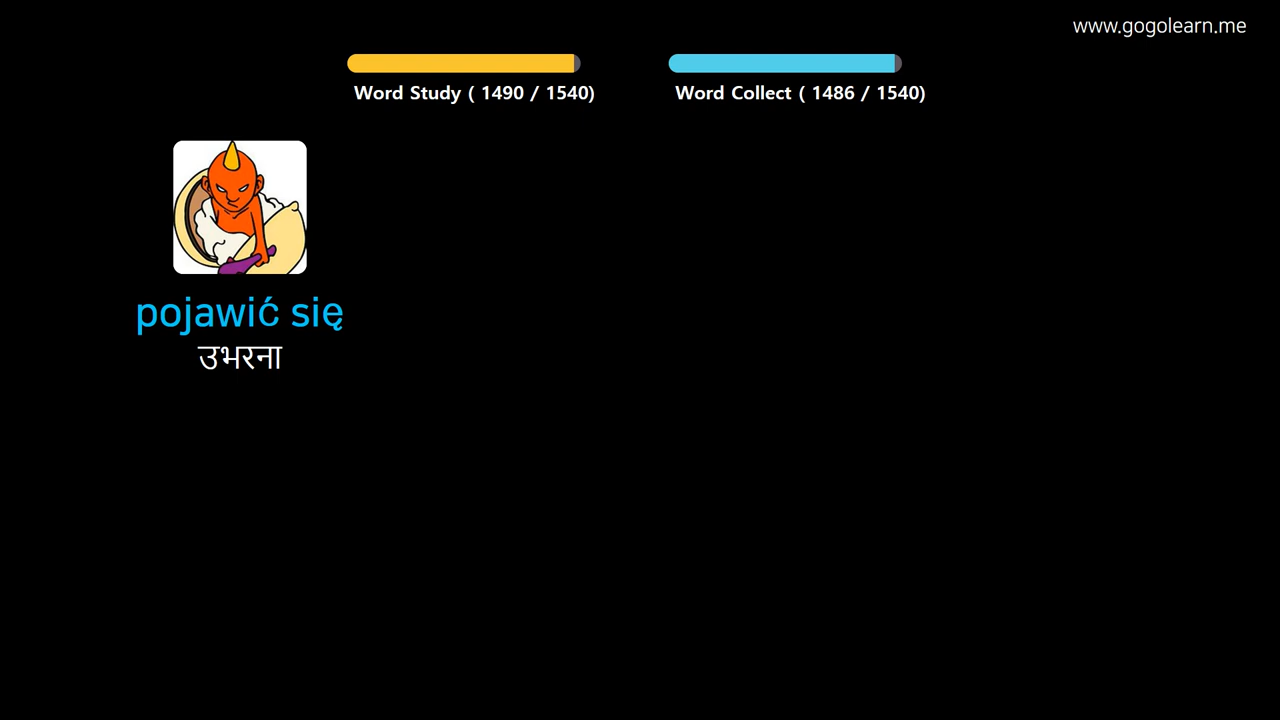 www.gogolearn.me
Word Study ( 1490 / 1540)
Word Collect ( 1486 / 1540)
pojawić się
उभरना